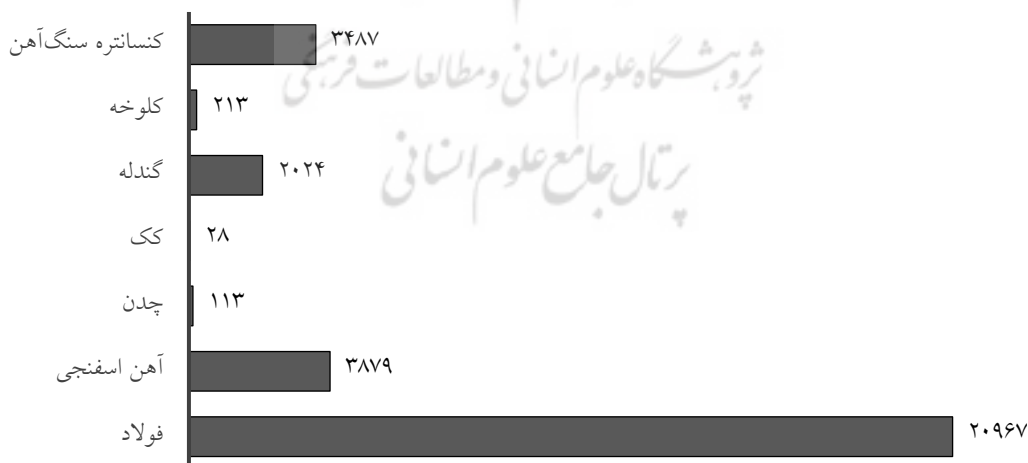 کنسانتره سنگ‌آهن ۳۴۸۷
پژوهشگاه علوم انسانی و مطالعات فرهنگی
کلوخه ۲۱۳
گندله ۲۰۲۴
پرتال جامع علوم انسانی
کک ۲۸
چدن ۱۱۳
آهن اسفنجی ۳۸۷۹
فولاد ۲۰۹۶۷